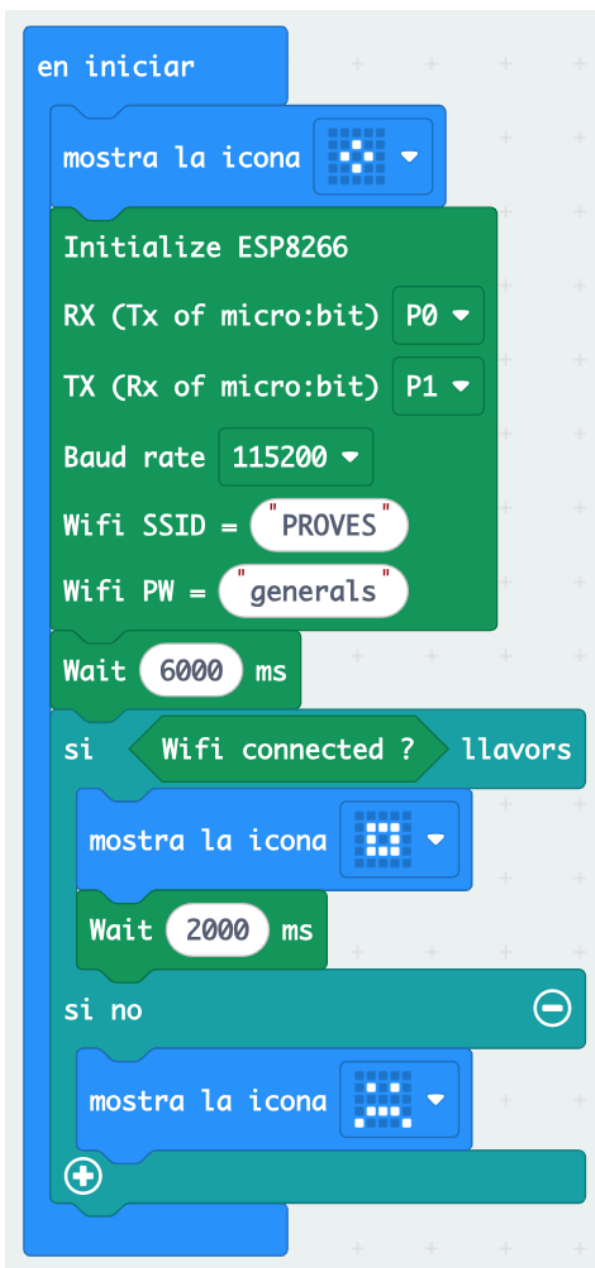 en iniciar
mostra la icona
Initialize ESP8266
RX (Tx of micro:bit) P0
TX (Rx of micro:bit) P1
Baud rate 115200
Wifi SSID = "PROVES"
Wifi PW = "generals"
Wait 6000 ms
si Wifi connected ? llavors
mostra la icona
Wait 2000 ms
si no
mostra la icona